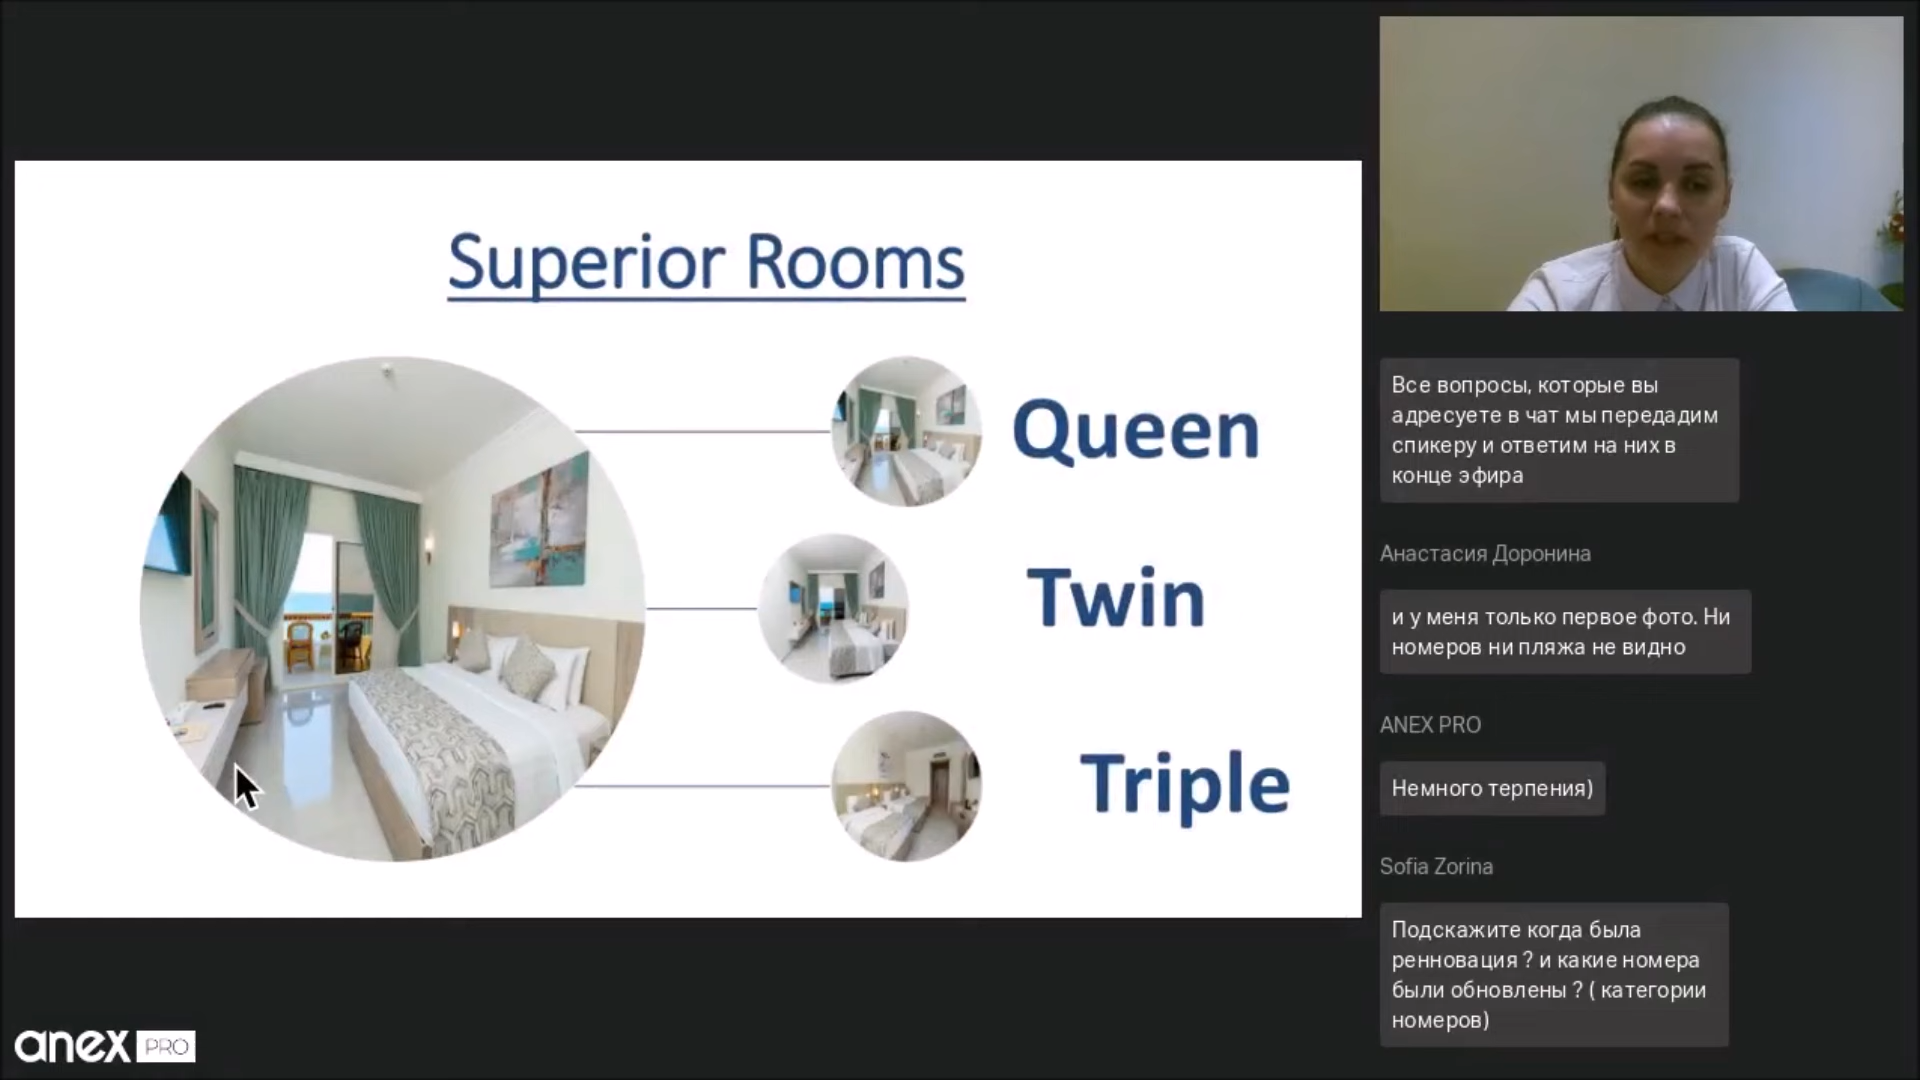 Superior Rooms
Queen
Twin
Triple
Все вопросы, которые вы
адресуете в чат мы передадим
спикеру и ответим на них в
конце эфира
Анастасия Доронина
и у меня только первое фото. Ни
номеров ни пляжа не видно
ANEX PRO
Немного терпения)
Sofia Zorina
Подскажите когда была
ренновация ? и какие номера
были обновлены ? ( категории
номеров)
anex PRO